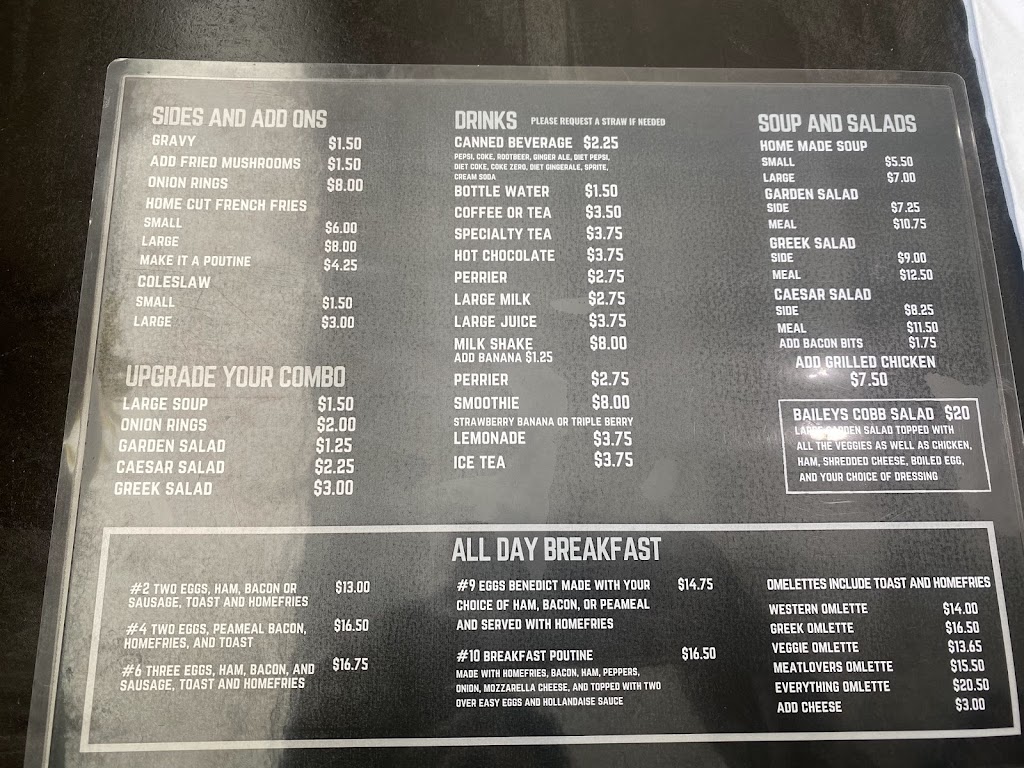 SIDES AND ADD ONS
GRAVY $1.50
ADD FRIED MUSHROOMS $1.50
ONION RINGS $8.00
HOME CUT FRENCH FRIES
SMALL $6.00
LARGE $8.00
MAKE IT A POUTINE $4.25
COLESLAW
SMALL $1.50
LARGE $3.00
UPGRADE YOUR COMBO
LARGE SOUP $1.50
ONION RINGS $2.00
GARDEN SALAD $1.25
CAESAR SALAD $2.25
GREEK SALAD $3.00
DRINKS PLEASE REQUEST A STRAW IF NEEDED
CANNED BEVERAGE $2.25
PEPSI, COKE, ROOTBEER, GINGER ALE, DIET PEPSI,
DIET COKE, COKE ZERO, DIET GINGERALE, SPRITE,
CREAM SODA
BOTTLE WATER $1.50
COFFEE OR TEA $3.50
SPECIALTY TEA $3.75
HOT CHOCOLATE $3.75
PERRIER $2.75
LARGE MILK $2.75
LARGE JUICE $3.75
MILK SHAKE $8.00
ADD BANANA $1.25
PERRIER $2.75
SMOOTHIE $8.00
STRAWBERRY BANANA OR TRIPLE BERRY
LEMONADE $3.75
ICE TEA $3.75
SOUP AND SALADS
HOME MADE SOUP
SMALL $5.50
LARGE $7.00
GARDEN SALAD
SIDE $7.25
MEAL $10.75
GREEK SALAD
SIDE $9.00
MEAL $12.50
CAESAR SALAD
SIDE $8.25
MEAL $11.50
ADD BACON BITS $1.75
ADD GRILLED CHICKEN
$7.50
BAILEYS COBB SALAD $20
LARGE GARDEN SALAD TOPPED WITH
ALL THE VEGGIES AS WELL AS CHICKEN,
HAM, SHREDDED CHEESE, BOILED EGG,
AND YOUR CHOICE OF DRESSING
ALL DAY BREAKFAST
#2 TWO EGGS, HAM, BACON OR $13.00
SAUSAGE, TOAST AND HOMEFRIES
#4 TWO EGGS, PEAMEAL BACON, $16.50
HOMEFRIES, AND TOAST
#6 THREE EGGS, HAM, BACON, AND $16.75
SAUSAGE, TOAST AND HOMEFRIES
#9 EGGS BENEDICT MADE WITH YOUR $14.75
CHOICE OF HAM, BACON, OR PEAMEAL
AND SERVED WITH HOMEFRIES
#10 BREAKFAST POUTINE $16.50
MADE WITH HOMEFRIES, BACON, HAM, PEPPERS,
ONION, MOZZARELLA CHEESE, AND TOPPED WITH TWO
OVER EASY EGGS AND HOLLANDAISE SAUCE
OMELETTES INCLUDE TOAST AND HOMEFRIES
WESTERN OMLETTE $14.00
GREEK OMLETTE $16.50
VEGGIE OMLETTE $13.65
MEATLOVERS OMLETTE $15.50
EVERYTHING OMLETTE $20.50
ADD CHEESE $3.00